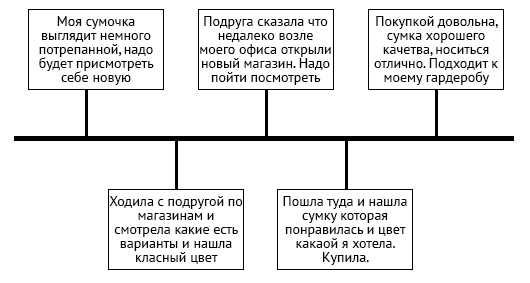 Моя сумочка
выглядит немного
потрепанной, надо
будет присмотреть
себе новую
Ходила с подругой по
магазинам и
смотрела какие есть
варианты и нашла
класный цвет
Подруга сказала что
недалеко возле
моего офиса открыли
новый магазин. Надо
пойти посмотреть
Пошла туда и нашла
сумку которая
понравилась и цвет
какаой я хотела.
Купила.
Покупкой довольна,
сумка хорошего
качетва, носиться
отлично. Подходит к
моему гардеробу